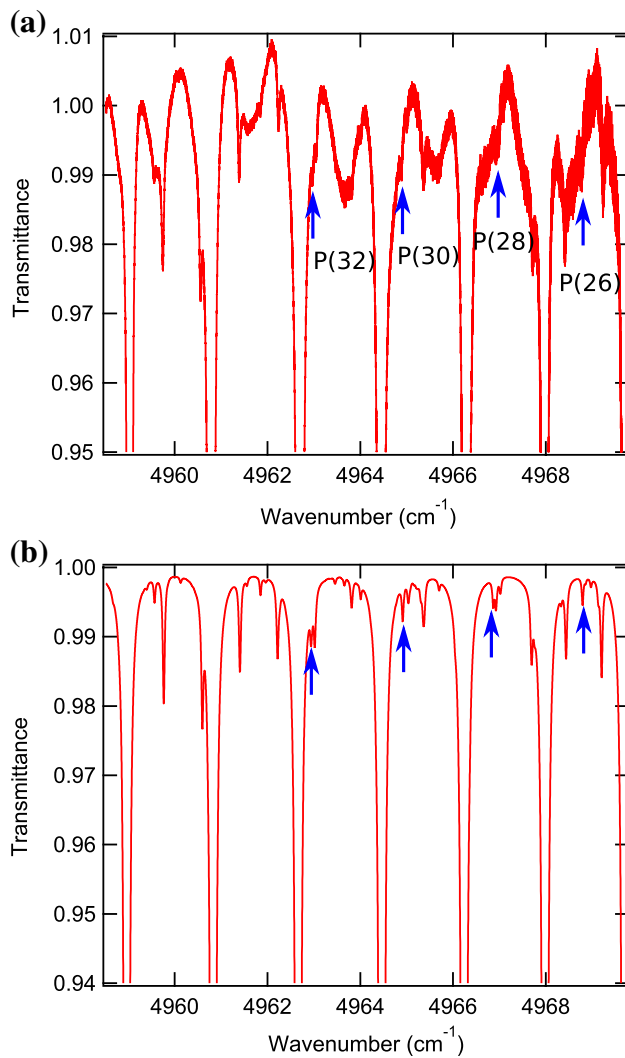 (a)
1.01
1.00
0.99
0.98
0.97
0.96
0.95
Transmittance
P(32)
P(30)
P(28)
P(26)
4960 4962 4964 4966 4968
Wavenumber (cm⁻¹)
(b)
1.00
0.99
0.98
0.97
0.96
0.95
0.94
Transmittance
4960 4962 4964 4966 4968
Wavenumber (cm⁻¹)